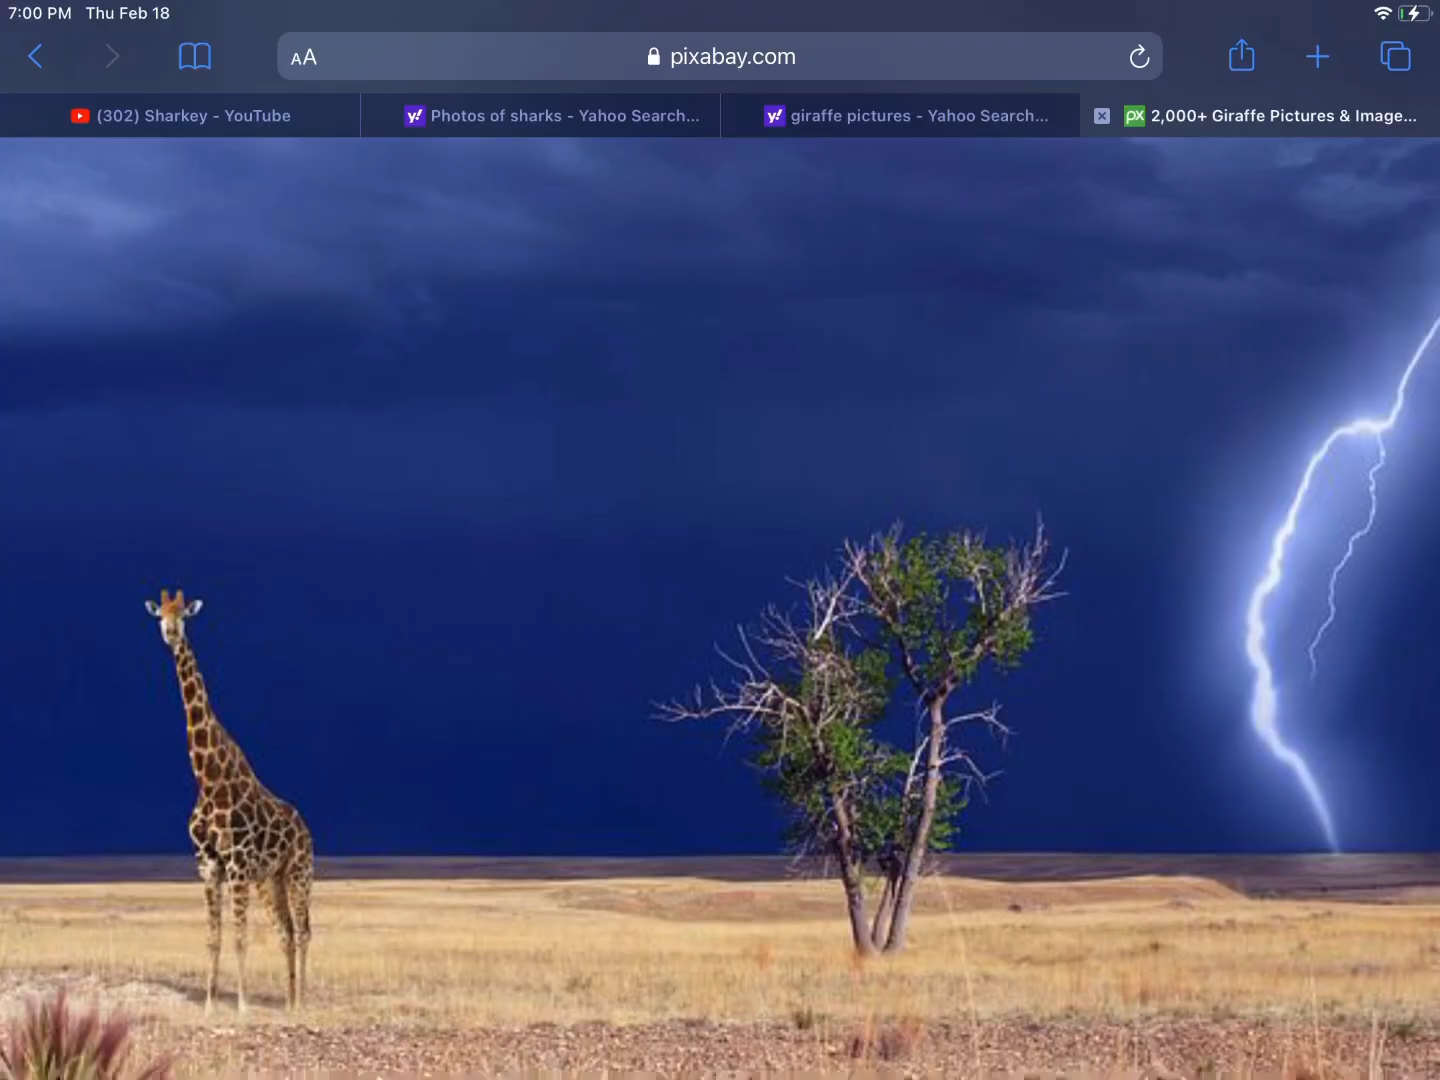 7:00 PM Thu Feb 18
AA pixabay.com
(302) Sharkey - YouTube
y! Photos of sharks - Yahoo Search...
y! giraffe pictures - Yahoo Search...
px 2,000+ Giraffe Pictures & Image...